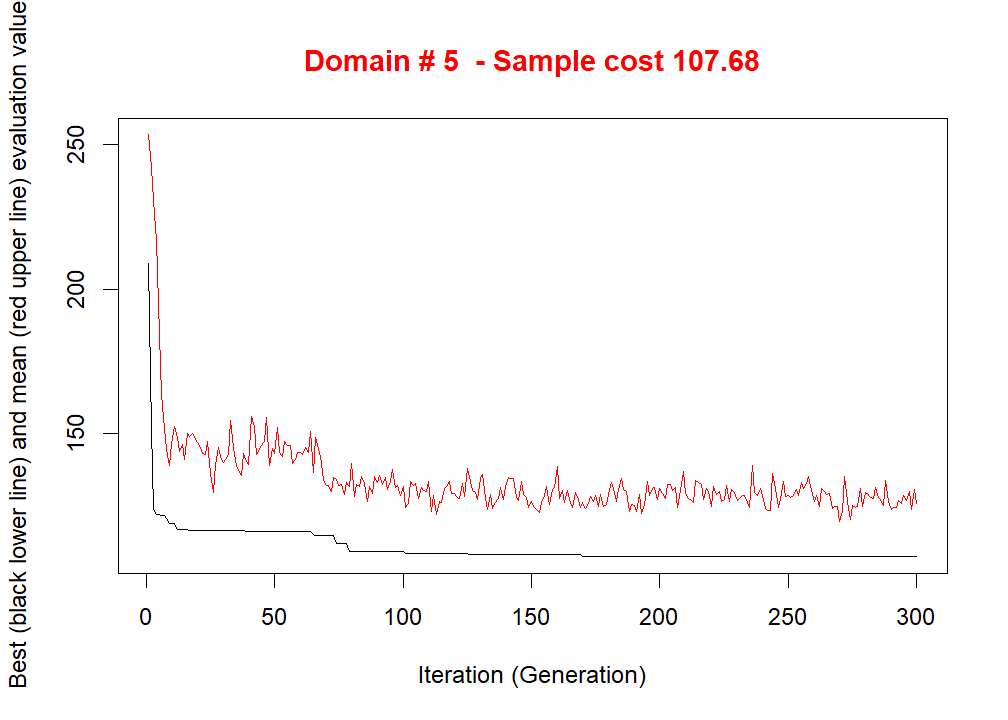 Domain # 5  - Sample cost 107.68
Best (black lower line) and mean (red upper line) evaluation value
250
200
150
0 50 100 150 200 250 300
Iteration (Generation)